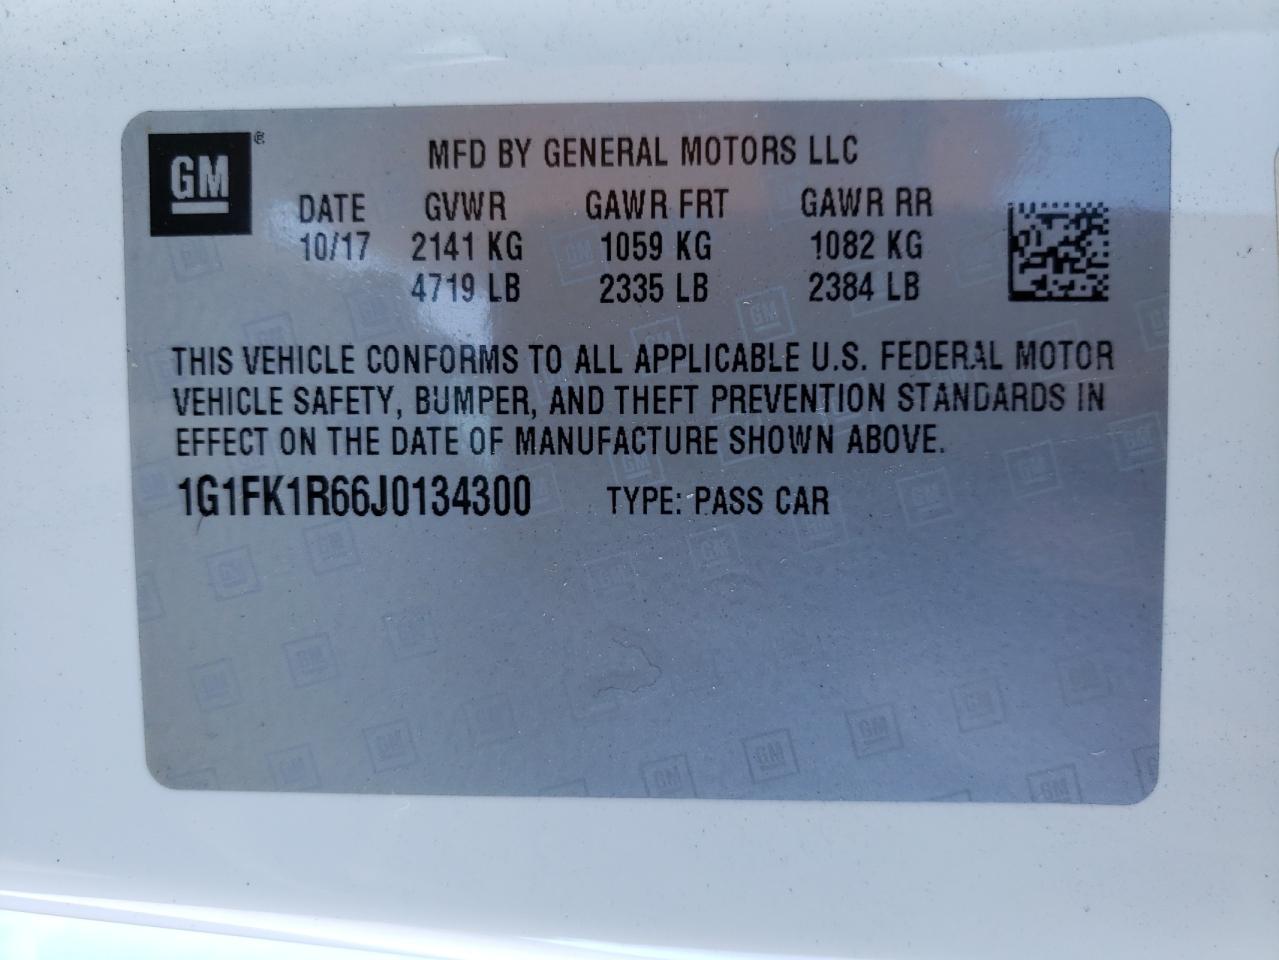 GM ®
MFD BY GENERAL MOTORS LLC
DATE GVWR GAWR FRT GAWR RR
10/17 2141 KG 1059 KG 1082 KG
4719 LB 2335 LB 2384 LB
THIS VEHICLE CONFORMS TO ALL APPLICABLE U.S. FEDERAL MOTOR
VEHICLE SAFETY, BUMPER, AND THEFT PREVENTION STANDARDS IN
EFFECT ON THE DATE OF MANUFACTURE SHOWN ABOVE.
1G1FK1R66J0134300 TYPE: PASS CAR